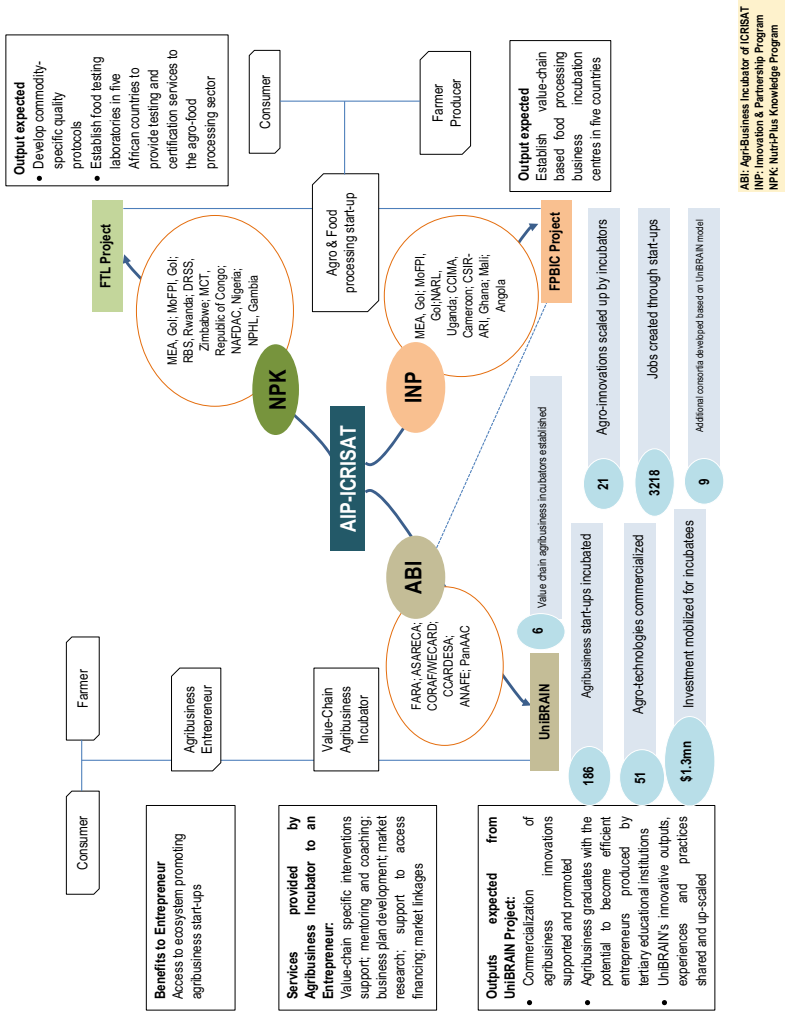 Consumer
Farmer
Agribusiness
Entrepreneur
Value-Chain
Agribusiness
Incubator
Benefits to Entrepreneur
Access to ecosystem promoting
agribusiness start-ups
Services provided by
Agribusiness Incubator to an
Entrepreneur:
Value-chain specific interventions
support; mentoring and coaching;
business plan development; market
research; support to access
financing; market linkages
Outputs expected from
UniBRAIN Project:
• Commercialization of
agribusiness innovations
supported and promoted
• Agribusiness graduates with the
potential to become efficient
entrepreneurs produced by
tertiary educational institutions
• UniBRAIN's innovative outputs,
experiences and practices
shared and up-scaled
FARA; ASARECA;
CORAF/WECARD;
CCARDESA;
ANAFE; PanAAC
ABI
UniBRAIN
AIP-ICRISAT
NPK
MEA, GoI; MoFPI, GoI;
RBS, Rwanda; DRSS,
Zimbabwe; MCT,
Republic of Congo;
NAFDAC, Nigeria;
NPHL, Gambia
FTL Project
INP
MEA, GoI; MoFPI,
GoI;NARL,
Uganda; CCIMA,
Cameroon; CSIR-
ARI, Ghana; Mali;
Angola
FPBIC Project
Agro & Food
processing start-up
Consumer
Farmer
Producer
Output expected
• Develop commodity-
specific quality
protocols
• Establish food testing
laboratories in five
African countries to
provide testing and
certification services to
the agro-food
processing sector
Output expected
Establish value-chain
based food processing
business incubation
centres in five countries
6
Value chain agribusiness incubators established
186
Agribusiness start-ups incubated
21
Agro-innovations scaled up by incubators
51
Agro-technologies commercialized
3218
Jobs created through start-ups
$1.3mn
Investment mobilized for incubatees
9
Additional consortia developed based on UniBRAIN model
ABI: Agri-Business Incubator of ICRISAT
INP: Innovation & Partnership Program
NPK: Nutri-Plus Knowledge Program